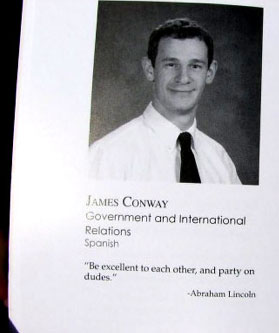 JAMES CONWAY
Government and International
Relations
Spanish
"Be excellent to each other, and party on
dudes."
-Abraham Lincoln